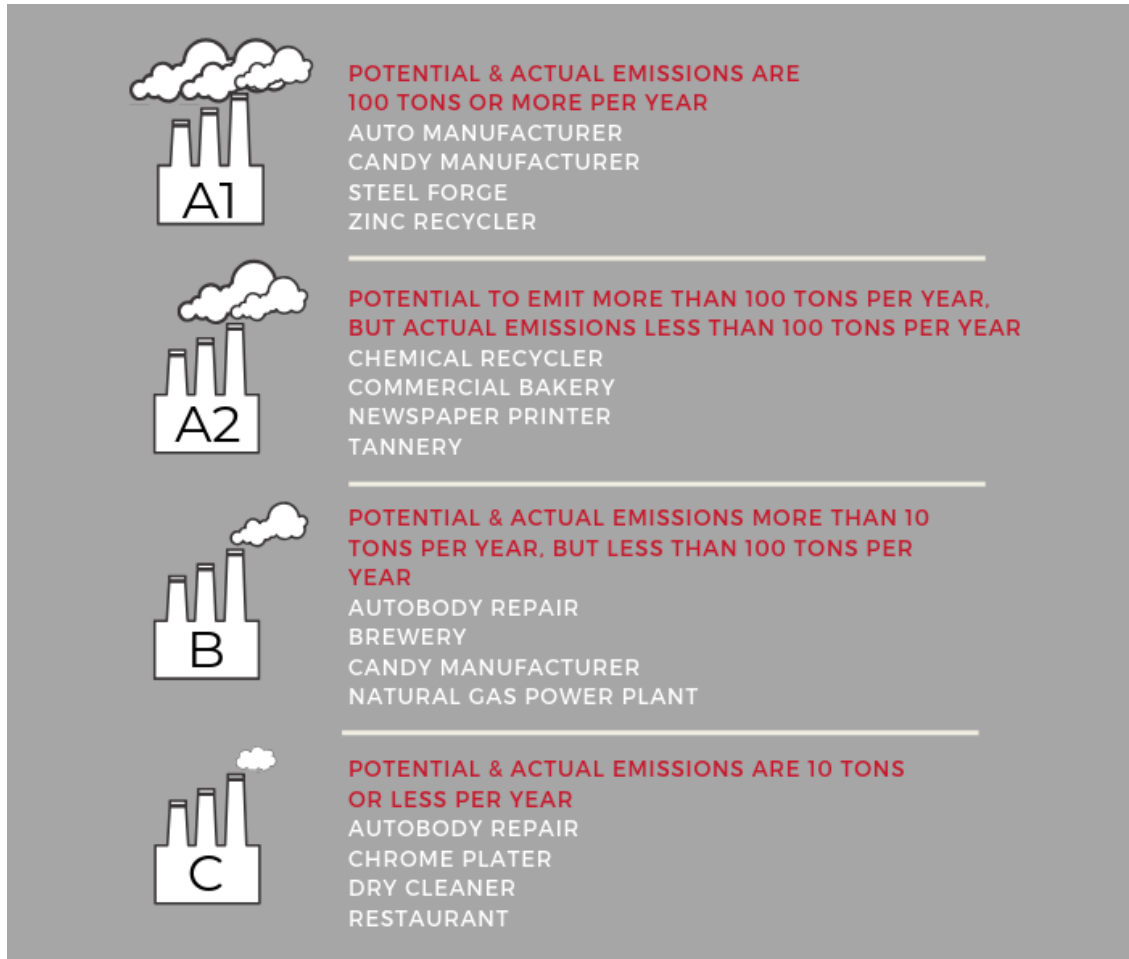 A1
POTENTIAL & ACTUAL EMISSIONS ARE
100 TONS OR MORE PER YEAR
AUTO MANUFACTURER
CANDY MANUFACTURER
STEEL FORGE
ZINC RECYCLER
A2
POTENTIAL TO EMIT MORE THAN 100 TONS PER YEAR,
BUT ACTUAL EMISSIONS LESS THAN 100 TONS PER YEAR
CHEMICAL RECYCLER
COMMERCIAL BAKERY
NEWSPAPER PRINTER
TANNERY
B
POTENTIAL & ACTUAL EMISSIONS MORE THAN 10
TONS PER YEAR, BUT LESS THAN 100 TONS PER
YEAR
AUTOBODY REPAIR
BREWERY
CANDY MANUFACTURER
NATURAL GAS POWER PLANT
C
POTENTIAL & ACTUAL EMISSIONS ARE 10 TONS
OR LESS PER YEAR
AUTOBODY REPAIR
CHROME PLATER
DRY CLEANER
RESTAURANT